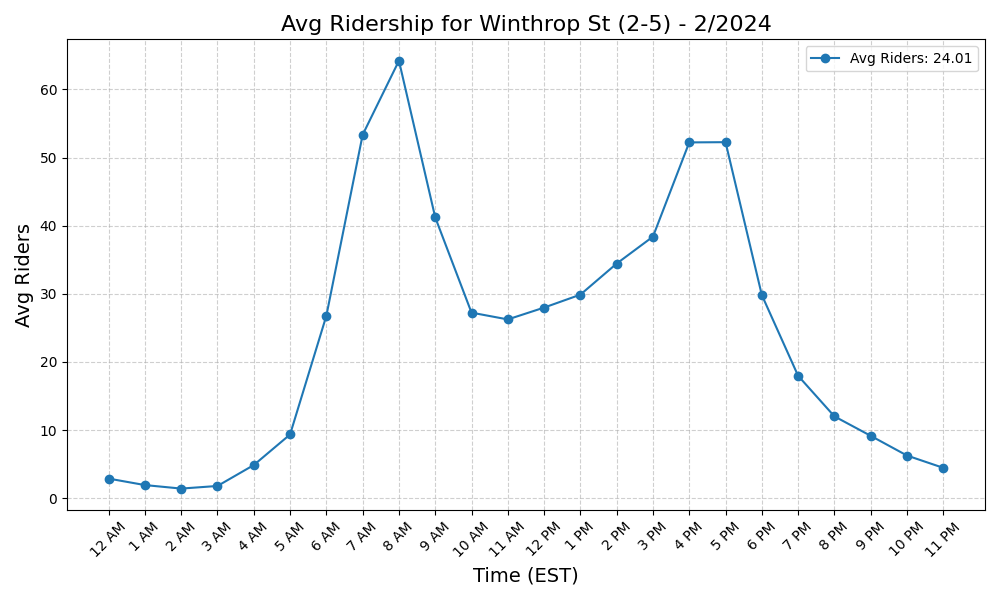 Avg Ridership for Winthrop St (2-5) - 2/2024
Avg Riders: 24.01
Avg Riders
60
50
40
30
20
10
0
12 AM
1 AM
2 AM
3 AM
4 AM
5 AM
6 AM
7 AM
8 AM
9 AM
10 AM
11 AM
12 PM
1 PM
2 PM
3 PM
4 PM
5 PM
6 PM
7 PM
8 PM
9 PM
10 PM
11 PM
Time (EST)